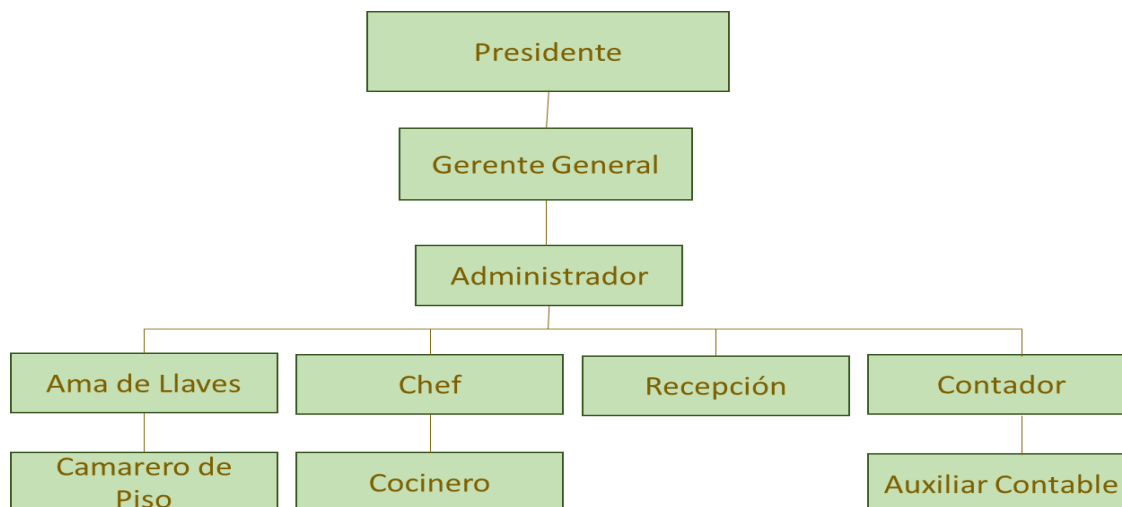 Presidente
Gerente General
Administrador
Ama de Llaves
Chef
Recepción
Contador
Camarero de
Piso
Cocinero
Auxiliar Contable